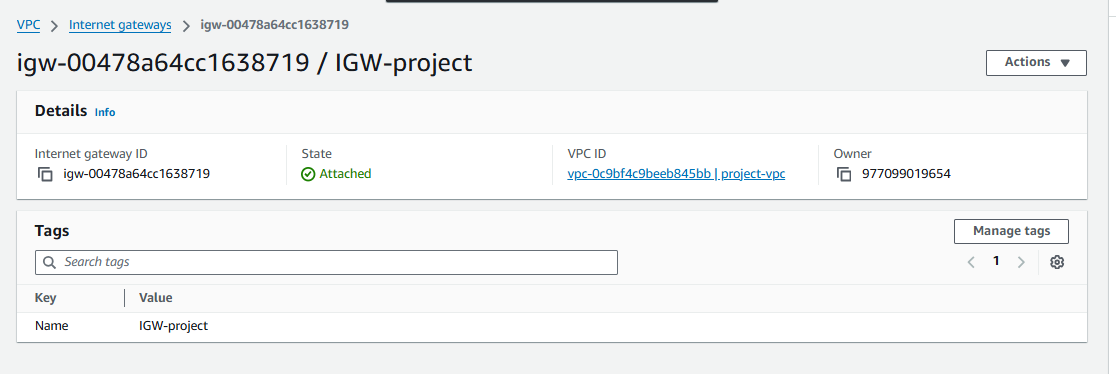 VPC > Internet gateways > igw-00478a64cc1638719
igw-00478a64cc1638719 / IGW-project
Actions
Details Info
Internet gateway ID
igw-00478a64cc1638719
State
Attached
VPC ID
vpc-0c9bf4c9beeb845bb | project-vpc
Owner
977099019654
Tags
Manage tags
Search tags
1
Key Value
Name IGW-project